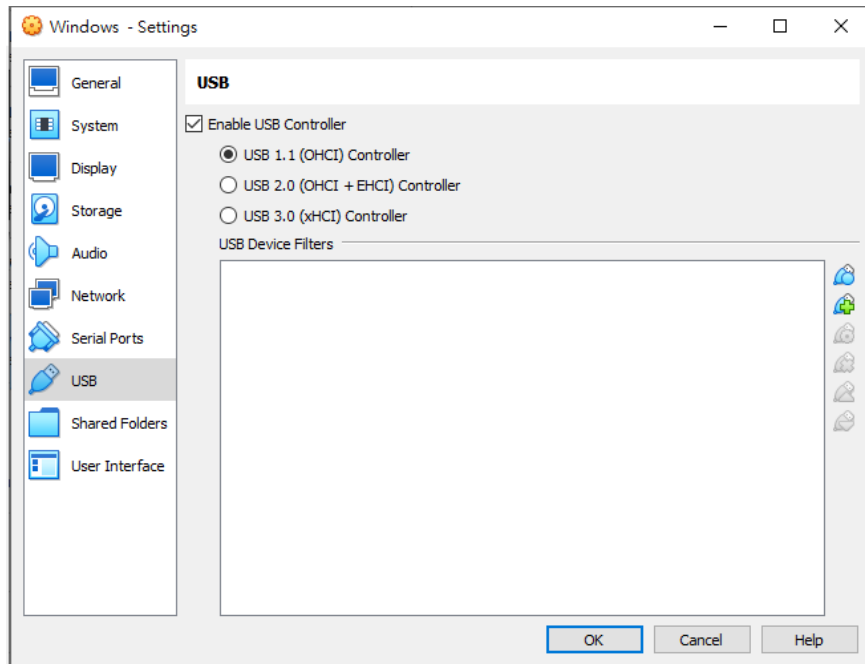 Windows - Settings
General
System
Display
Storage
Audio
Network
Serial Ports
USB
Shared Folders
User Interface
USB
Enable USB Controller
USB 1.1 (OHCI) Controller
USB 2.0 (OHCI + EHCI) Controller
USB 3.0 (xHCI) Controller
USB Device Filters
OK Cancel Help